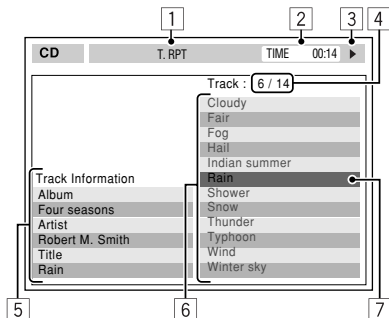 1 2 3 4
CD T. RPT TIME 00:14
Track : 6 / 14
Cloudy
Fair
Fog
Hail
Indian summer
Rain
Shower
Snow
Thunder
Typhoon
Wind
Winter sky
Track Information
Album
Four seasons
Artist
Robert M. Smith
Title
Rain
5 6 7